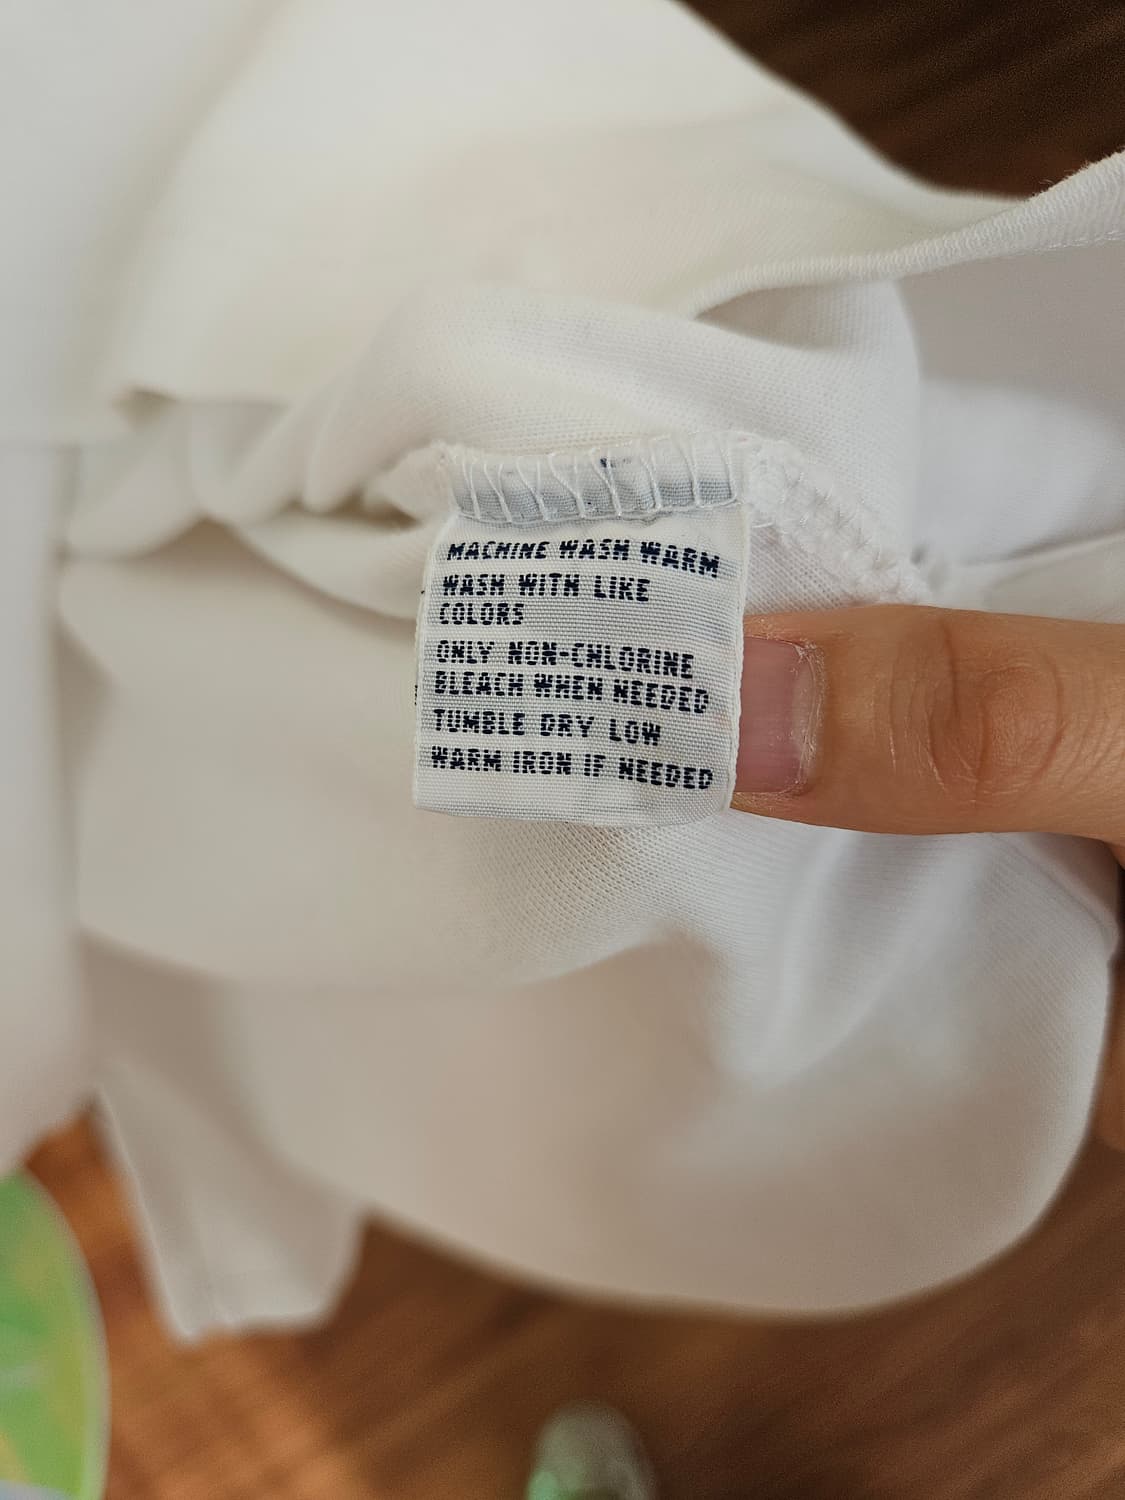 MACHINE WASH WARM
WASH WITH LIKE
COLORS
ONLY NON-CHLORINE
BLEACH WHEN NEEDED
TUMBLE DRY LOW
WARM IRON IF NEEDED